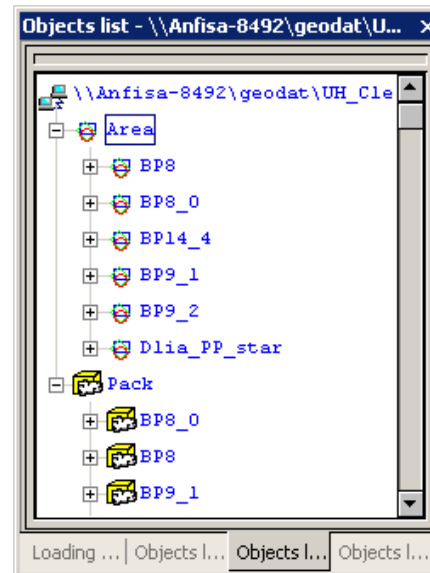 Objects list - \\Anfisa-8492\geodat\U... ×
\\Anfisa-8492\geodat\UH_Cle
Area
BP8
BP8_0
BP14_4
BP9_1
BP9_2
Dlia_PP_star
Pack
BP8_0
BP8
BP9_1
Loading ... Objects l... Objects l... Objects l...